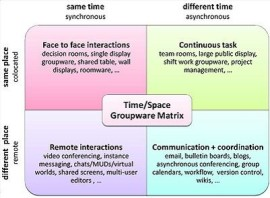 same time
synchronous
different time
asynchronous
same place
colocated
Face to face interactions
decision rooms, single display
groupware, shared table, wall
displays, roomware, ...
Continuous task
team rooms, large public display,
shift work groupware, project
management, ...
Time/Space
Groupware Matrix
different place
remote
Remote interactions
video conferencing, instance
messaging, chats/MUDs/virtual
worlds, shared screens, multi-user
editors , ...
Communication + coordination
email, bulletin boards, blogs,
asynchronous conferencing, group
calendars, workflow, version control,
wikis, ...